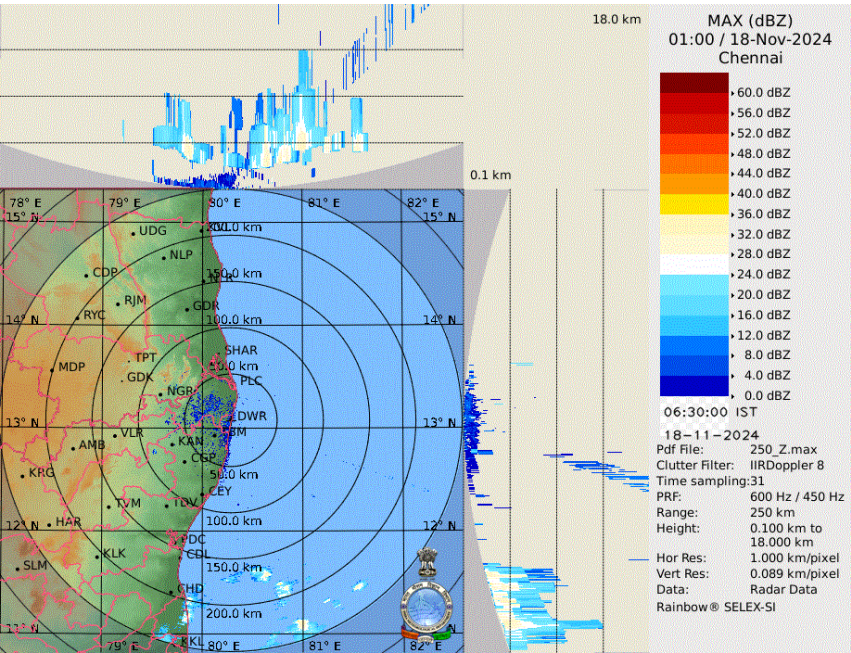 18.0 km
MAX (dBZ)
01:00 / 18-Nov-2024
Chennai
60.0 dBZ
56.0 dBZ
52.0 dBZ
48.0 dBZ
44.0 dBZ
40.0 dBZ
36.0 dBZ
32.0 dBZ
28.0 dBZ
24.0 dBZ
20.0 dBZ
16.0 dBZ
12.0 dBZ
8.0 dBZ
4.0 dBZ
0.0 dBZ
0.1 km
78° E 79° E 80° E 81° E 82° E
15° N 15° N
UDG
NLP
150.0 km
CDP
RJM
GDR
RYC
100.0 km
14° N 14° N
SHAR
TPT
50.0 km
MDP
GDK
PLC
NGR
DWR
13° N 13° N
VLR
AMB
KAN
CGP
KRG
50.0 km
CEY
TVM
TDV
HAR
100.0 km
12° N 12° N
PDC
KLK
CDL
SLM
150.0 km
CHD
200.0 km
11° N 11° N
KKL
79° E 80° E 81° E 82° E
06:30:00 IST
18-11-2024
Pdf File: 250_Z.max
Clutter Filter: IIRDoppler 8
Time sampling:31
PRF: 600 Hz / 450 Hz
Range: 250 km
Height: 0.100 km to
18.000 km
Hor Res: 1.000 km/pixel
Vert Res: 0.089 km/pixel
Data: Radar Data
Rainbow® SELEX-SI